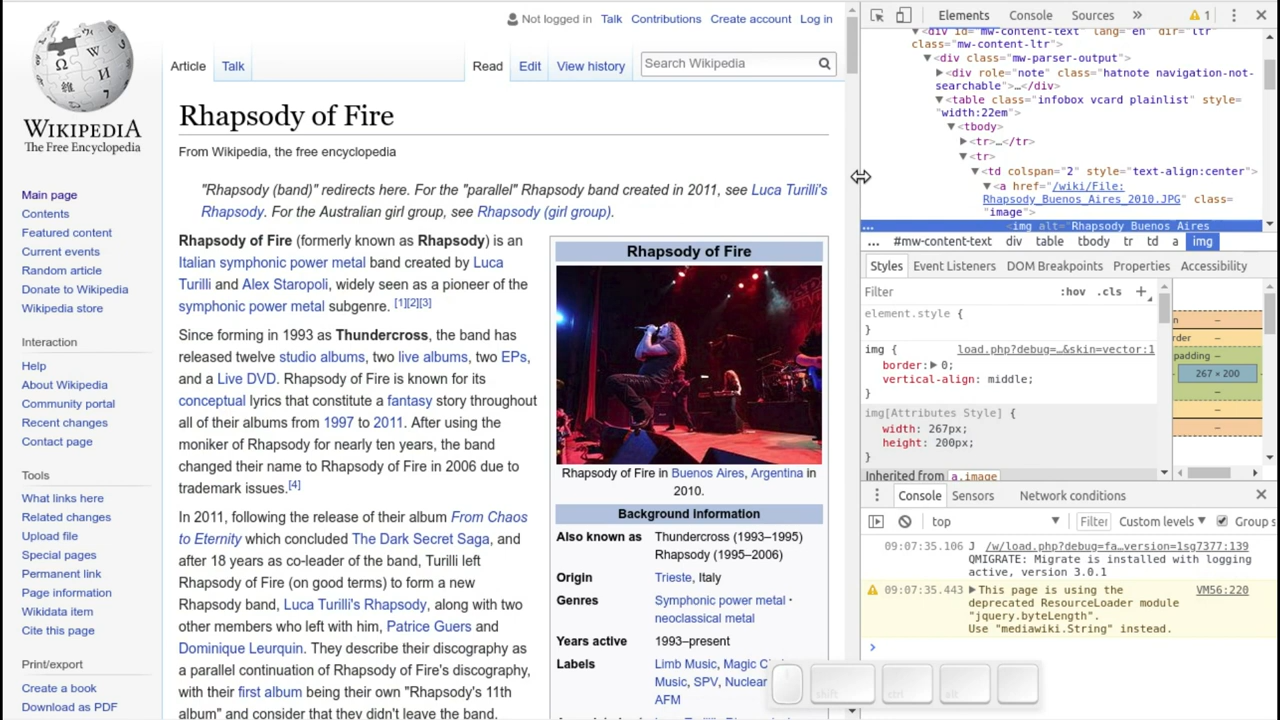 Not logged in Talk Contributions Create account Log in
Article Talk Read Edit View history Search Wikipedia
WIKIPEDIA
The Free Encyclopedia
Main page
Contents
Featured content
Current events
Random article
Donate to Wikipedia
Wikipedia store
Interaction
Help
About Wikipedia
Community portal
Recent changes
Contact page
Tools
What links here
Related changes
Upload file
Special pages
Permanent link
Page information
Wikidata item
Cite this page
Print/export
Create a book
Download as PDF
Rhapsody of Fire
From Wikipedia, the free encyclopedia
"Rhapsody (band)" redirects here. For the "parallel" Rhapsody band created in 2011, see Luca Turilli's
Rhapsody. For the Australian girl group, see Rhapsody (girl group).
Rhapsody of Fire (formerly known as Rhapsody) is an
Italian symphonic power metal band created by Luca
Turilli and Alex Staropoli, widely seen as a pioneer of the
symphonic power metal subgenre. [1][2][3]
Since forming in 1993 as Thundercross, the band has
released twelve studio albums, two live albums, two EPs,
and a Live DVD. Rhapsody of Fire is known for its
conceptual lyrics that constitute a fantasy story throughout
all of their albums from 1997 to 2011. After using the
moniker of Rhapsody for nearly ten years, the band
changed their name to Rhapsody of Fire in 2006 due to
trademark issues.[4]
In 2011, following the release of their album From Chaos
to Eternity which concluded The Dark Secret Saga, and
after 18 years as co-leader of the band, Turilli left
Rhapsody of Fire (on good terms) to form a new
Rhapsody band, Luca Turilli's Rhapsody, along with two
other members who left with him, Patrice Guers and
Dominique Leurquin. They describe their discography as
a parallel continuation of Rhapsody of Fire's discography,
with their first album being their own "Rhapsody's 11th
album" and consider that they didn't leave the band.
Rhapsody of Fire
Rhapsody of Fire in Buenos Aires, Argentina in
2010.
Background information
Also known as Thundercross (1993–1995)
Rhapsody (1995–2006)
Origin Trieste, Italy
Genres Symphonic power metal ·
neoclassical metal
Years active 1993–present
Labels Limb Music, Magic C
Music, SPV, Nuclear
AFM
Elements Console Sources » 1
<div id="mw-content-text" lang="en" dir="ltr"
class="mw-content-ltr">
<div class="mw-parser-output">
<div role="note" class="hatnote navigation-not-
searchable">…</div>
<table class="infobox vcard plainlist" style=
"width:22em">
<tbody>
<tr>…</tr>
<tr>
<td colspan="2" style="text-align:center">
<a href="/wiki/File:
Rhapsody_Buenos_Aires_2010.JPG" class=
"image">
... <img alt="Rhapsody Buenos Aires
... #mw-content-text div table tbody tr td a img
Styles Event Listeners DOM Breakpoints Properties Accessibility
Filter :hov .cls +
element.style {
}
img { load.php?debug=…&skin=vector:1
border: 0;
vertical-align: middle;
}
img[Attributes Style] {
width: 267px;
height: 200px;
}
Inherited from a.image
n –
rder –
padding –
267 × 200
–
–
–
Console Sensors Network conditions
top Filter Custom levels Group s
09:07:35.106 J /w/load.php?debug=fa…version=1sg7377:139
QMIGRATE: Migrate is installed with logging
active, version 3.0.1
09:07:35.443 This page is using the VM56:220
deprecated ResourceLoader module
"jquery.byteLength".
Use "mediawiki.String" instead.
>
shift ctrl alt